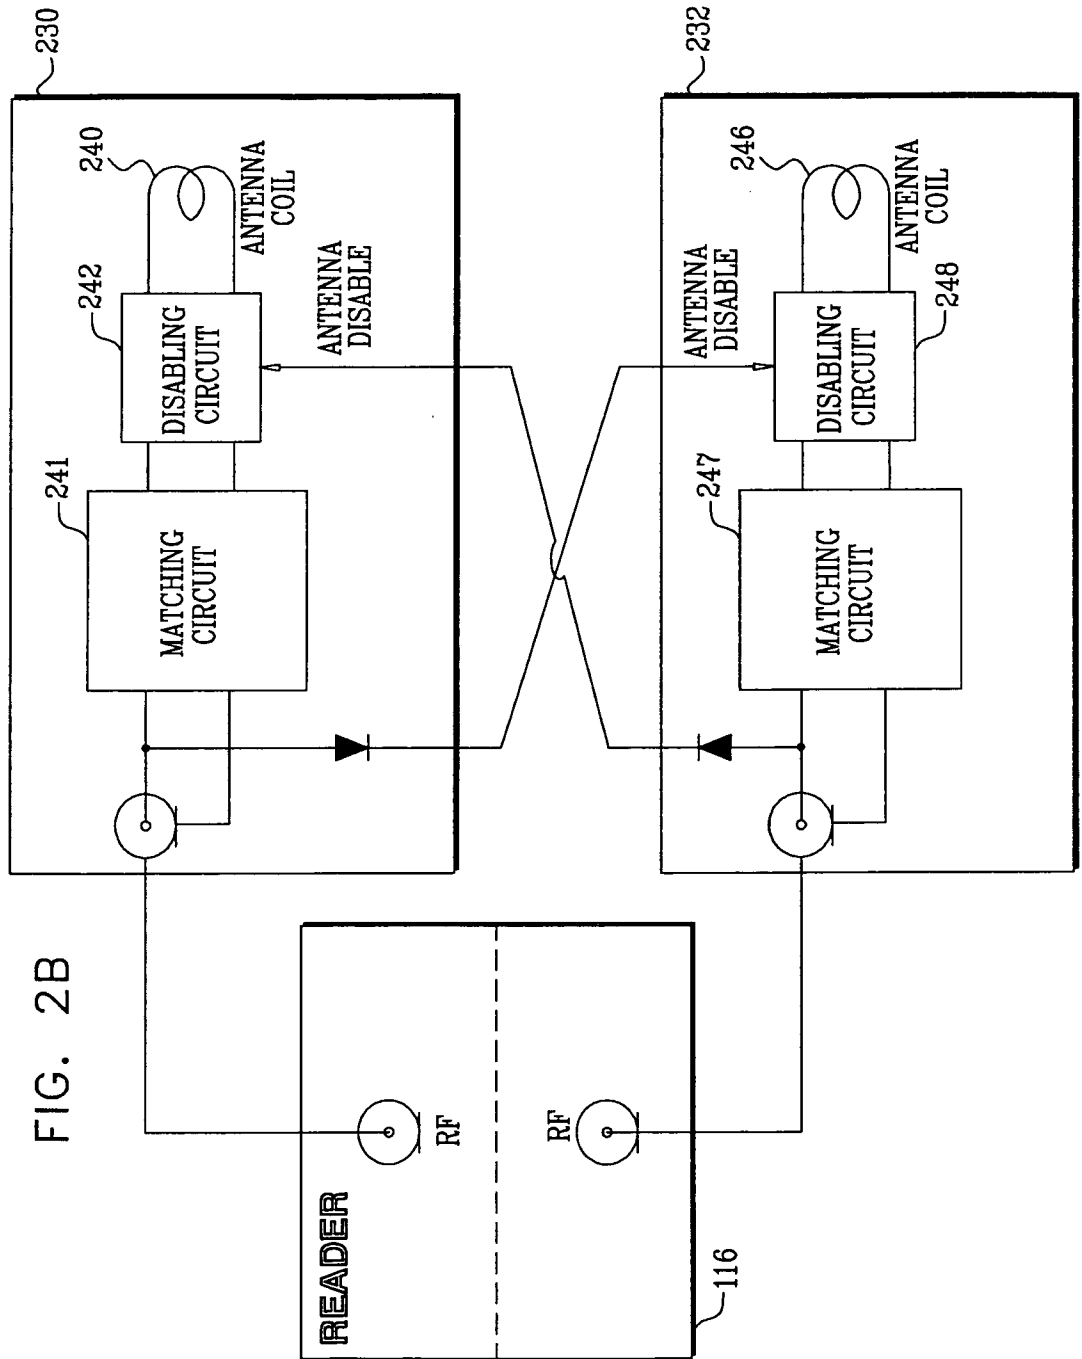 FIG. 2B
READER
RF
RF
116
230
240
ANTENNA
COIL
242
DISABLING
CIRCUIT
ANTENNA
DISABLE
241
MATCHING
CIRCUIT
232
246
ANTENNA
COIL
248
DISABLING
CIRCUIT
ANTENNA
DISABLE
247
MATCHING
CIRCUIT